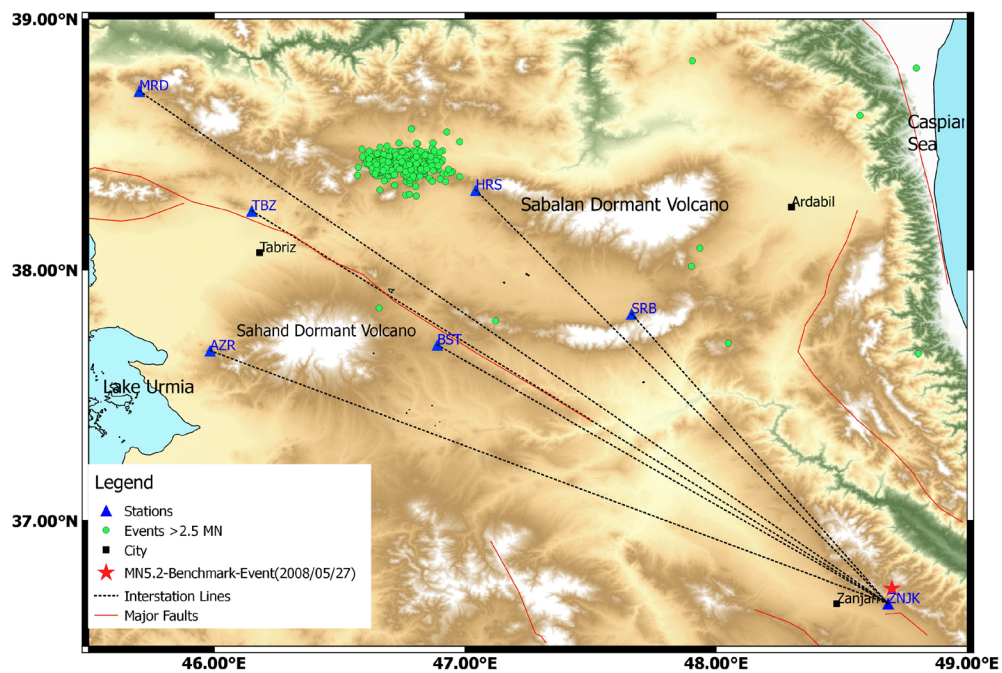 39.00°N
MRD
Caspian
Sea
HRS
Sabalan Dormant Volcano
Ardabil
TBZ
Tabriz
38.00°N
SRB
Sahand Dormant Volcano
BST
AZR
Lake Urmia
Legend
Stations
Events >2.5 MN
City
MN5.2-Benchmark-Event(2008/05/27)
Interstation Lines
Major Faults
37.00°N
Zanjan
ZNJK
46.00°E
47.00°E
48.00°E
49.00°E